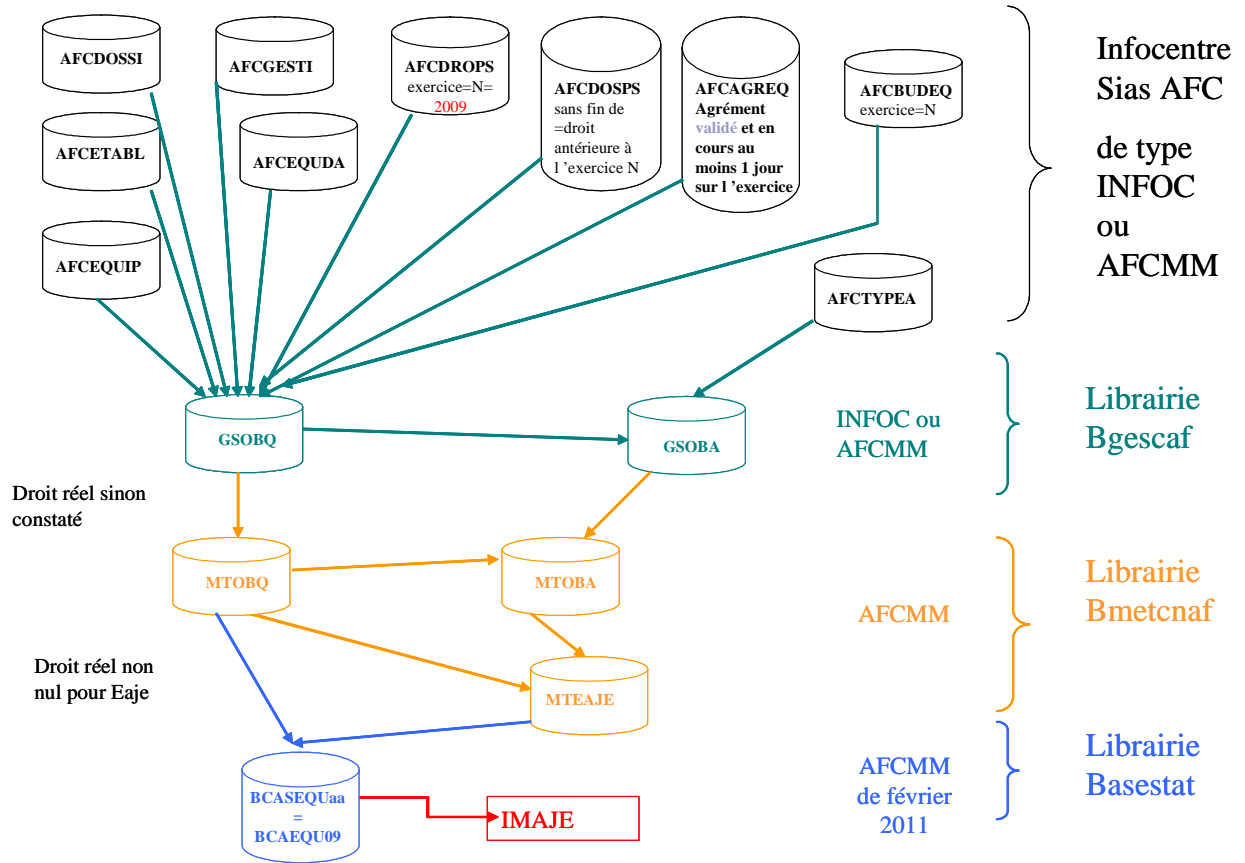 AFCDOSSI
AFCGESTI
AFCDROPS
exercice=N=
2009
AFCDOSPS
sans fin de
=droit
antérieure à
l ’exercice N
AFCAGREQ
Agrément
validé et en
cours au
moins 1 jour
sur l ’exercice
AFCBUDEQ
exercice=N
Infocentre
Sias AFC
de type
INFOC
ou
AFCMM
AFCETABL
AFCEQUDA
AFCEQUIP
AFCTYPEA
GSOBQ
GSOBA
INFOC ou
AFCMM
Librairie
Bgescaf
Droit réel sinon
constaté
MTOBQ
MTOBA
AFCMM
Librairie
Bmetcnaf
Droit réel non
nul pour Eaje
MTEAJE
BCASEQUaa
=
BCAEQU09
IMAJE
AFCMM
de février
2011
Librairie
Basestat